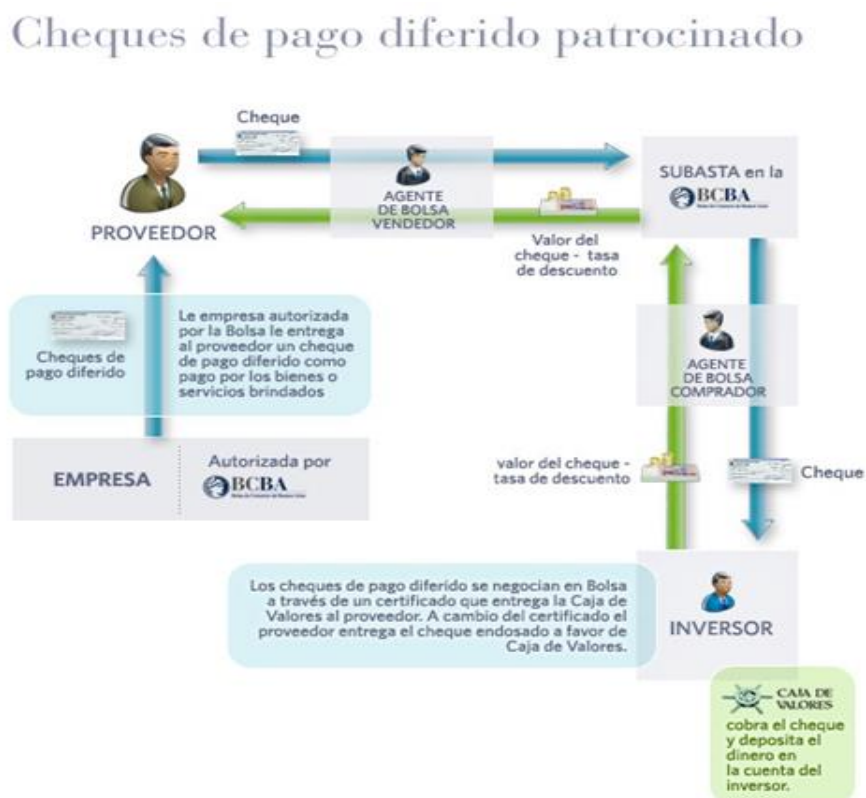 Cheques de pago diferido patrocinado
Cheque
PROVEEDOR
AGENTE
DE BOLSA
VENDEDOR
Valor del
cheque - tasa
de descuento
SUBASTA en la
BCBA
Cheques de
pago diferido
Le empresa autorizada
por la Bolsa le entrega
al proveedor un cheque
de pago diferido como
pago por los bienes o
servicios brindados
AGENTE
DE BOLSA
COMPRADOR
EMPRESA
Autorizada por
BCBA
valor del cheque -
tasa de descuento
Cheque
Los cheques de pago diferido se negocian en Bolsa
a través de un certificado que entrega la Caja de
Valores al proveedor. A cambio del certificado el
proveedor entrega el cheque endosado a favor de
Caja de Valores.
INVERSOR
CAJA DE
VALORES
cobra el cheque
y deposita el
dinero en
la cuenta del
inversor.